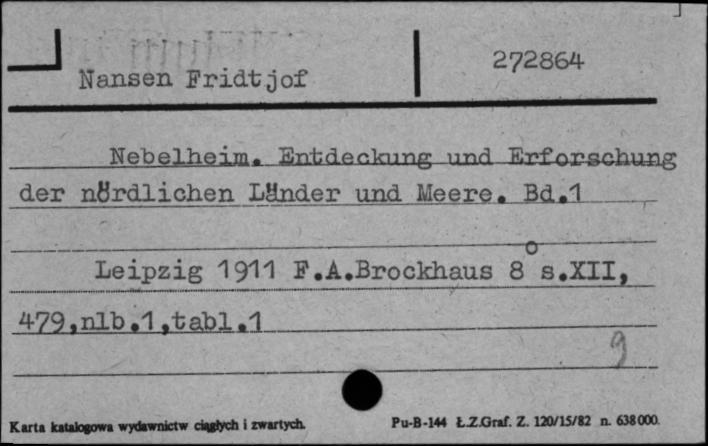 272864
Nansen Fridtjof
Nebelheim. Entdeckung und Erforschung
der nördlichen Länder und Meere. Bd.1
Leipzig 1911 F.A.Brockhaus 8° s.XII,
479,nlb.1,tabl.1
9
Karta katalogowa wydawnictw ciągłych i zwartych.
Pu-B-144 Ł.Z.Graf. Z. 120/15/82 n. 638000.